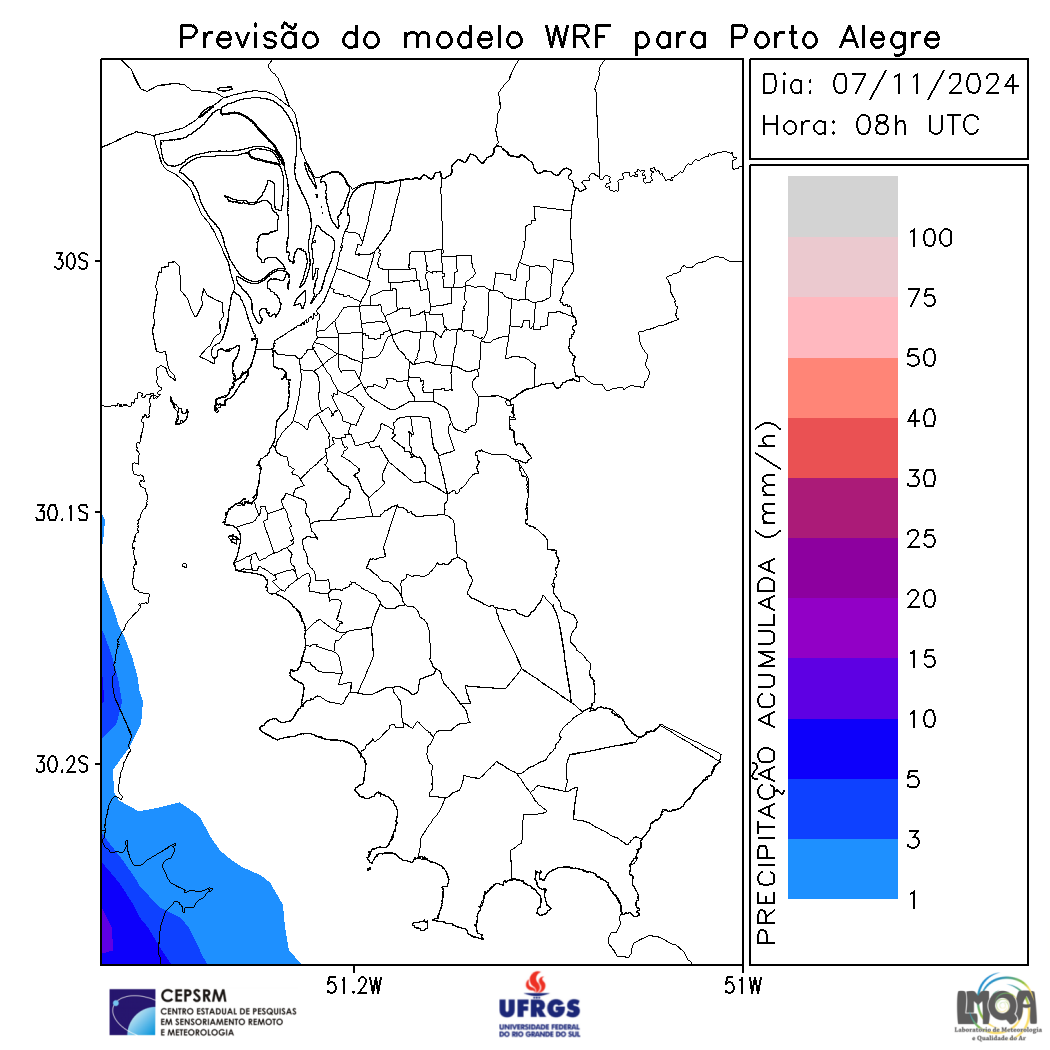 Previsão do modelo WRF para Porto Alegre
Dia: 07/11/2024
Hora: 08h UTC
30S
30.1S
30.2S
51.2W
51W
PRECIPITAÇÃO ACUMULADA (mm/h)
100
75
50
40
30
25
20
15
10
5
3
1
CEPSRM
CENTRO ESTADUAL DE PESQUISAS
EM SENSORIAMENTO REMOTO
E METEOROLOGIA
UFRGS
UNIVERSIDADE FEDERAL
DO RIO GRANDE DO SUL
LMQA
Laboratório de Meteorologia
e Qualidade do Ar